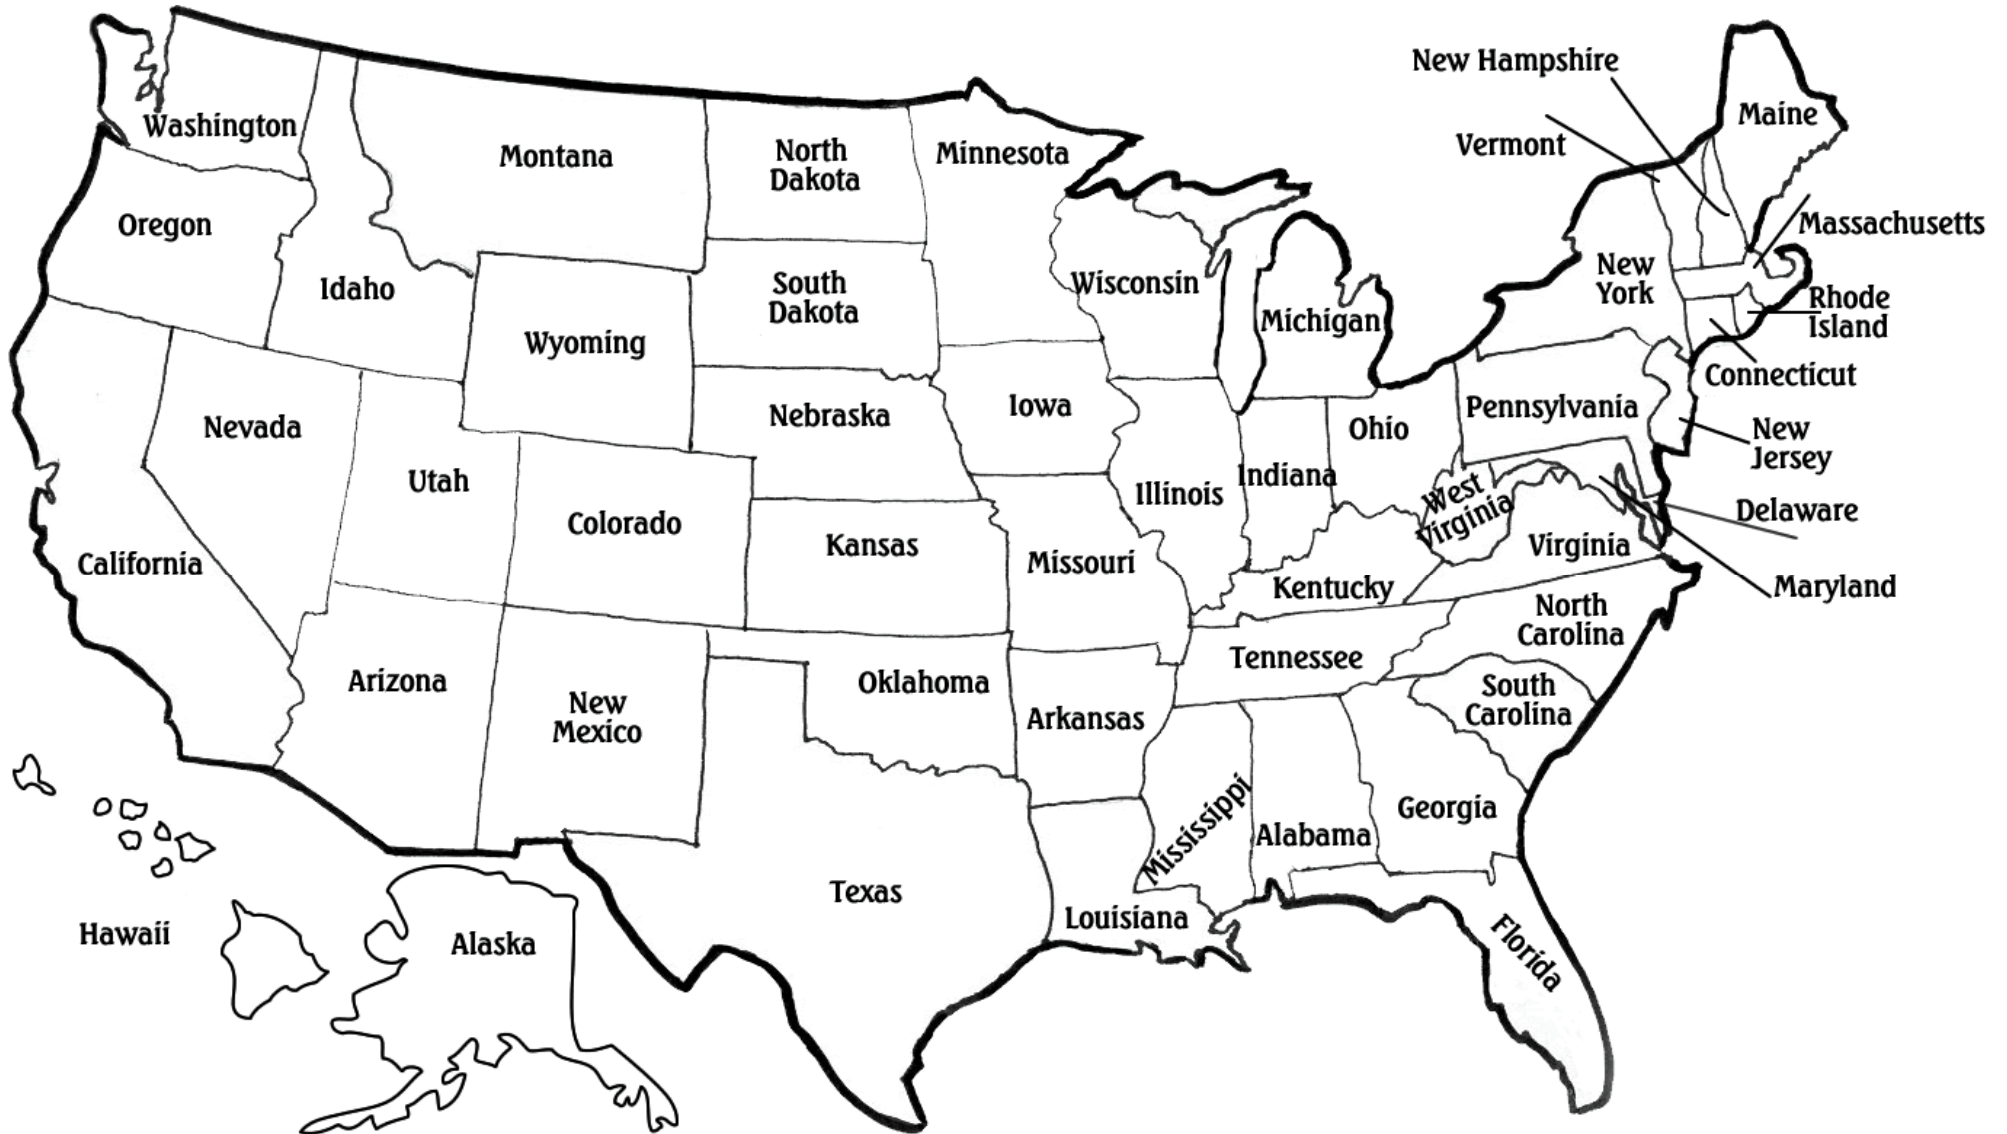 New Hampshire
Maine
Washington
Vermont
Montana
North
Dakota
Minnesota
Oregon
Massachusetts
Idaho
South
Dakota
Wisconsin
New
York
Rhode
Island
Michigan
Wyoming
Connecticut
Nevada
Nebraska
Iowa
Ohio
Pennsylvania
New
Jersey
Utah
Colorado
Kansas
Illinois
Indiana
West
Virginia
Delaware
California
Missouri
Kentucky
Virginia
Maryland
North
Carolina
Arizona
New
Mexico
Oklahoma
Arkansas
Tennessee
South
Carolina
Texas
Mississippi
Alabama
Georgia
Hawaii
Alaska
Louisiana
Florida